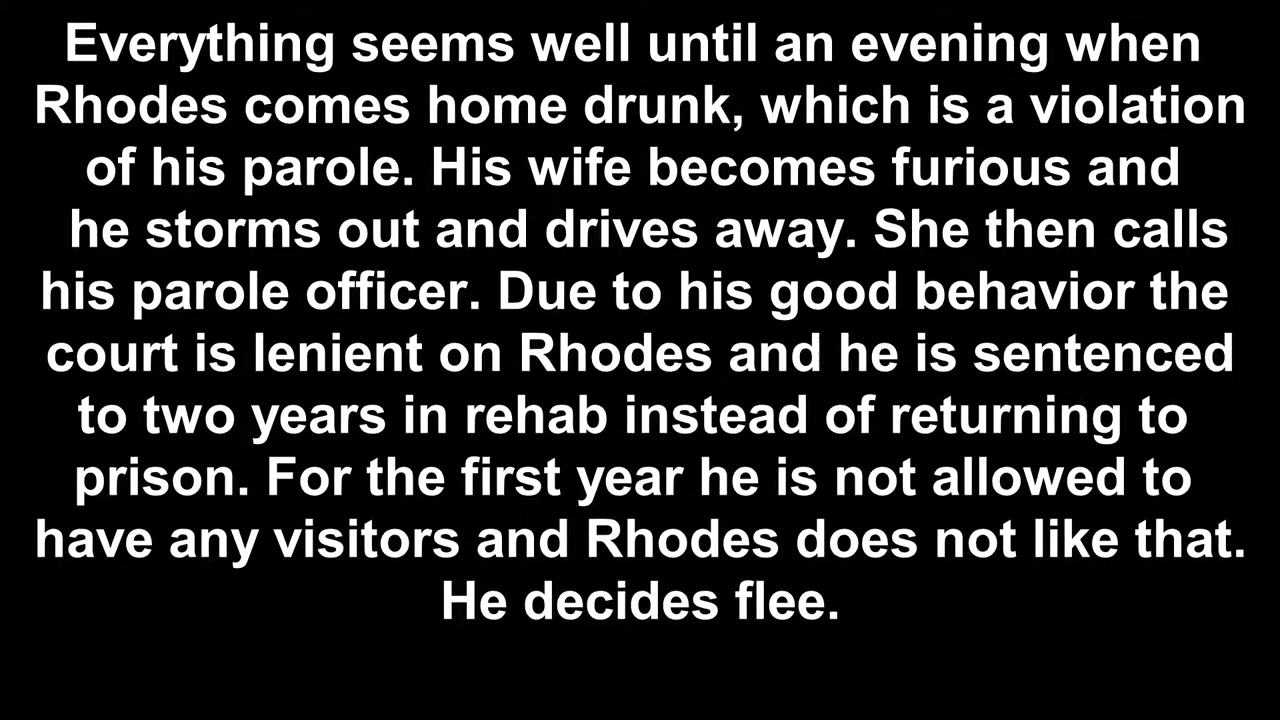 Everything seems well until an evening when
Rhodes comes home drunk, which is a violation
of his parole. His wife becomes furious and
he storms out and drives away. She then calls
his parole officer. Due to his good behavior the
court is lenient on Rhodes and he is sentenced
to two years in rehab instead of returning to
prison. For the first year he is not allowed to
have any visitors and Rhodes does not like that.
He decides flee.